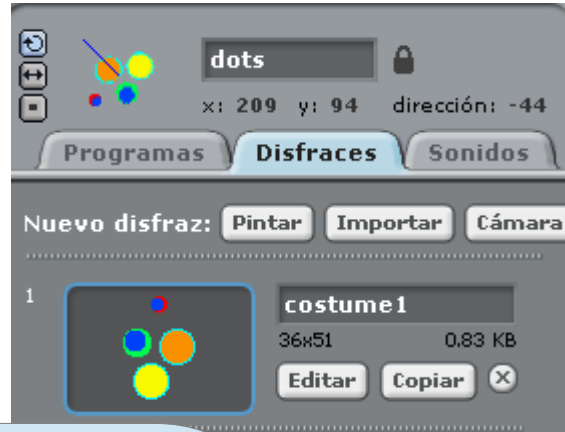 dots
x: 209 y: 94 dirección: -44
Programas Disfraces Sonidos
Nuevo disfraz: Pintar Importar Cámara
1
costume1
36x51 0.83 KB
Editar Copiar